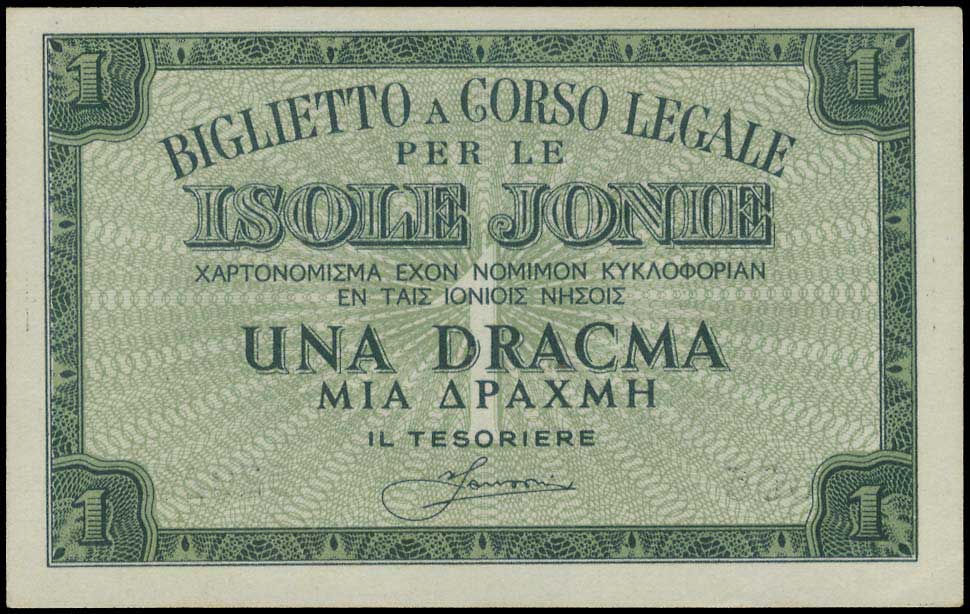 1 1
BIGLIETTO A CORSO LEGALE
PER LE
ISOLE JONIE
ΧΑΡΤΟΝΟΜΙΣΜΑ ΕΧΟΝ ΝΟΜΙΜΟΝ ΚΥΚΛΟΦΟΡΙΑΝ
ΕΝ ΤΑΙΣ ΙΟΝΙΟΙΣ ΝΗΣΟΙΣ
UNA DRACMA
ΜΙΑ ΔΡΑΧΜΗ
IL TESORIERE
1 1